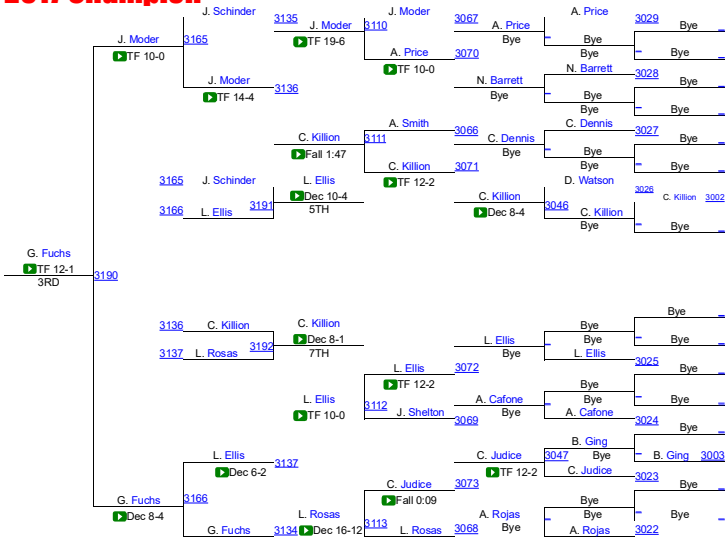 2017 Champion
J. Schinder
3135
J. Moder
J. Moder
3110
3067
A. Price
A. Price
3029
Bye
J. Moder
3165
TF 10-0
TF 19-6
Bye
Bye
Bye
A. Price
3070
TF 10-0
J. Moder
3136
TF 14-4
N. Barrett
Bye
N. Barrett
3028
Bye
Bye
Bye
Bye
A. Smith
3066
C. Dennis
C. Dennis
3027
Bye
C. Killion
3111
Fall 1:47
Bye
Bye
Bye
Bye
C. Killion
3071
TF 12-2
3165
J. Schinder
L. Ellis
D. Watson
3026
C. Killion
3002
3191
Dec 10-4
C. Killion
3046
Dec 8-4
3166
L. Ellis
5TH
C. Killion
Bye
Bye
G. Fuchs
TF 12-1
3190
3RD
3136
C. Killion
C. Killion
Bye
3192
Dec 8-1
L. Ellis
Bye
Bye
Bye
3137
L. Rosas
7TH
Bye
L. Ellis
3025
L. Ellis
3072
TF 12-2
Bye
Bye
L. Ellis
3112
TF 10-0
J. Shelton
3069
A. Cafone
Bye
Bye
A. Cafone
3024
Bye
B. Ging
L. Ellis
3137
Dec 6-2
C. Judice
3047
TF 12-2
Bye
B. Ging
3003
C. Judice
3023
C. Judice
3073
Fall 0:09
Bye
G. Fuchs
3166
Dec 8-4
L. Rosas
A. Rojas
Bye
Bye
Bye
G. Fuchs
3134
Dec 16-12
3113
L. Rosas
3068
Bye
A. Rojas
3022